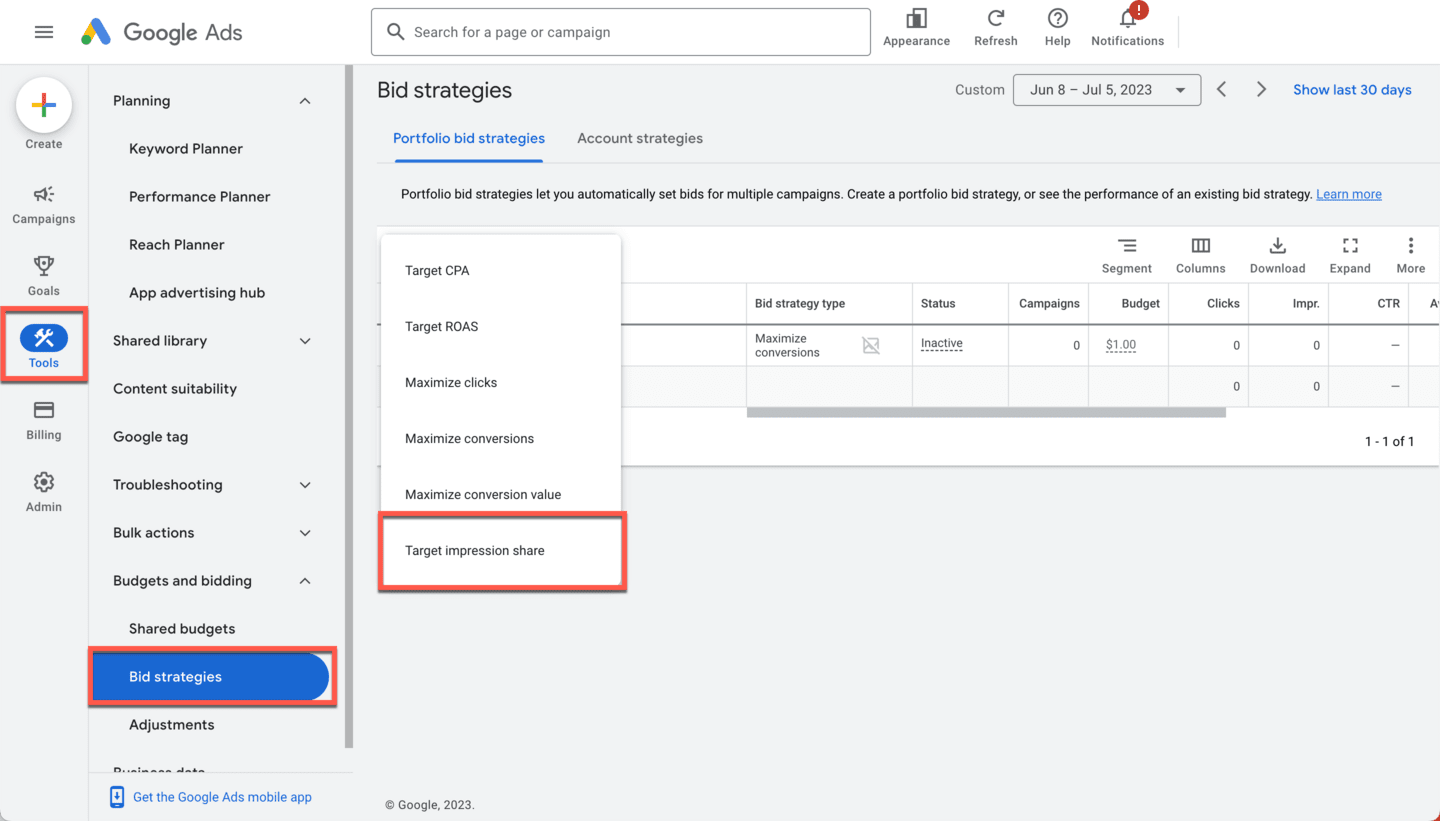 Google Ads
Search for a page or campaign
Appearance
Refresh
Help
!
Notifications
Create
Campaigns
Goals
Tools
Billing
Admin
Planning
Keyword Planner
Performance Planner
Reach Planner
App advertising hub
Shared library
Content suitability
Google tag
Troubleshooting
Bulk actions
Budgets and bidding
Shared budgets
Bid strategies
Adjustments
Business data
Get the Google Ads mobile app
Bid strategies
Custom
Jun 8 – Jul 5, 2023
Show last 30 days
Portfolio bid strategies
Account strategies
Portfolio bid strategies let you automatically set bids for multiple campaigns. Create a portfolio bid strategy, or see the performance of an existing bid strategy. Learn more
Target CPA
Target ROAS
Maximize clicks
Maximize conversions
Maximize conversion value
Target impression share
Segment
Columns
Download
Expand
More
Bid strategy type Status Campaigns Budget Clicks Impr. CTR
Maximize
conversions
Inactive 0 $1.00 0 0 –
0 0 –
1 - 1 of 1
© Google, 2023.